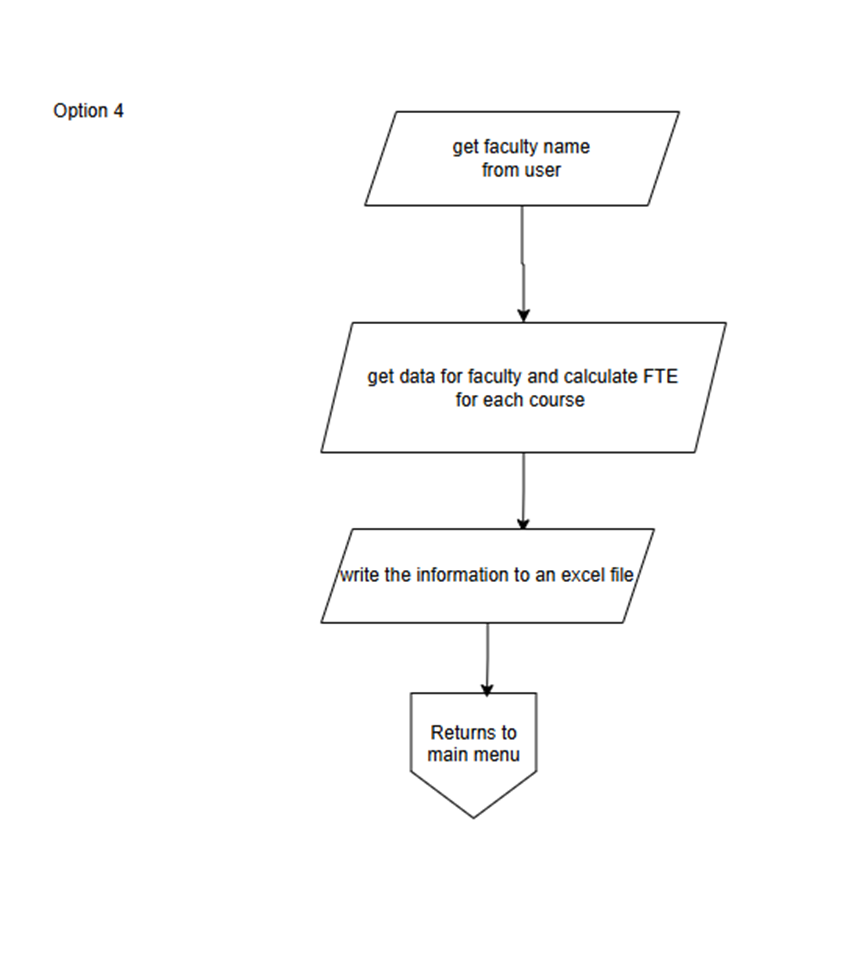 Option 4
get faculty name
from user
get data for faculty and calculate FTE
for each course
write the information to an excel file
Returns to
main menu